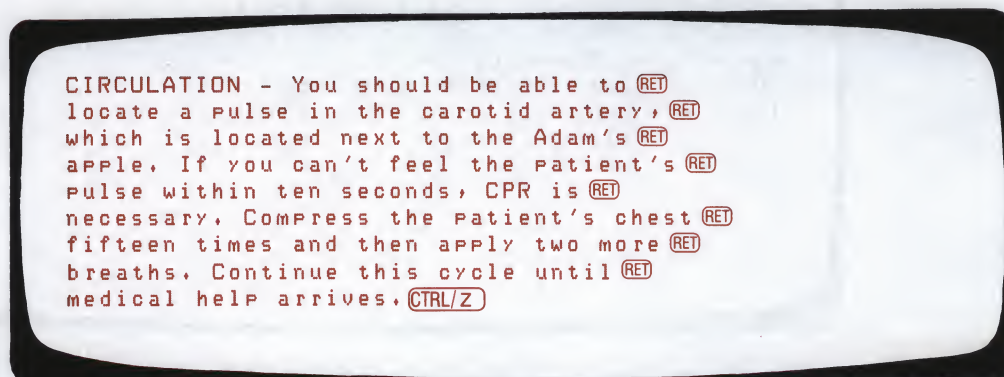 CIRCULATION - You should be able to RET
locate a pulse in the carotid artery, RET
which is located next to the Adam's RET
apple. If you can't feel the patient's RET
pulse within ten seconds, CPR is RET
necessary. Compress the patient's chest RET
fifteen times and then apply two more RET
breaths. Continue this cycle until RET
medical help arrives. CTRL/Z